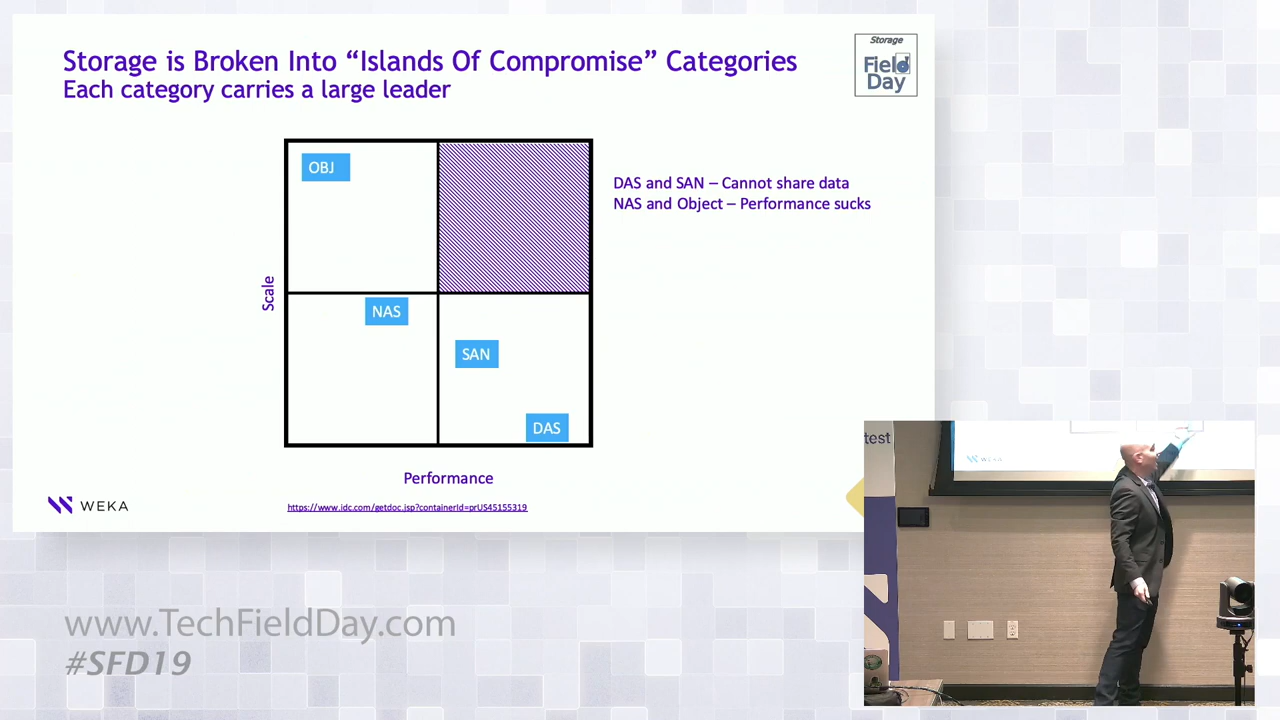 Storage is Broken Into “Islands Of Compromise” Categories
Each category carries a large leader
Storage
Field
Day
OBJ
DAS and SAN – Cannot share data
NAS and Object – Performance sucks
Scale
NAS
SAN
DAS
Performance
WEKA
https://www.idc.com/getdoc.jsp?containerId=prUS45155319
test
WEKA
www.TechFieldDay.com
#SFD19